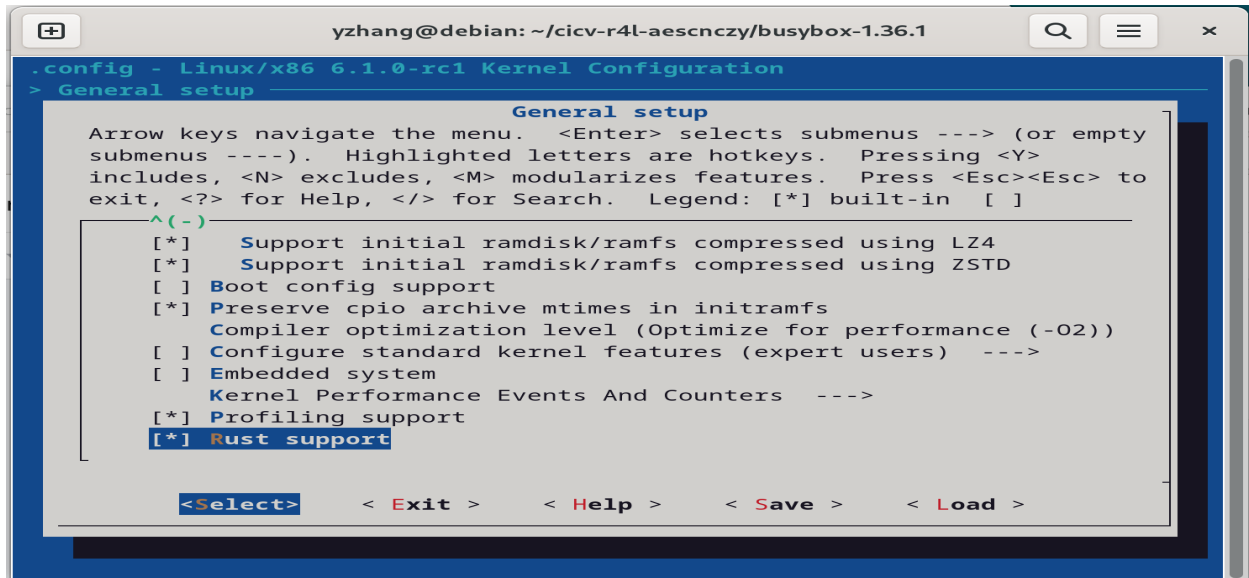 yzhang@debian: ~/cicv-r4l-aescnczy/busybox-1.36.1
.config - Linux/x86 6.1.0-rc1 Kernel Configuration
> General setup
General setup
Arrow keys navigate the menu.  <Enter> selects submenus ---> (or empty
submenus ----).  Highlighted letters are hotkeys.  Pressing <Y>
includes, <N> excludes, <M> modularizes features.  Press <Esc><Esc> to
exit, <?> for Help, </> for Search.  Legend: [*] built-in  [ ]
^(-)
[*]   Support initial ramdisk/ramfs compressed using LZ4
[*]   Support initial ramdisk/ramfs compressed using ZSTD
[ ] Boot config support
[*] Preserve cpio archive mtimes in initramfs
Compiler optimization level (Optimize for performance (-O2))
[ ] Configure standard kernel features (expert users)  --->
[ ] Embedded system
Kernel Performance Events And Counters  --->
[*] Profiling support
[*] Rust support
<Select>    < Exit >    < Help >    < Save >    < Load >